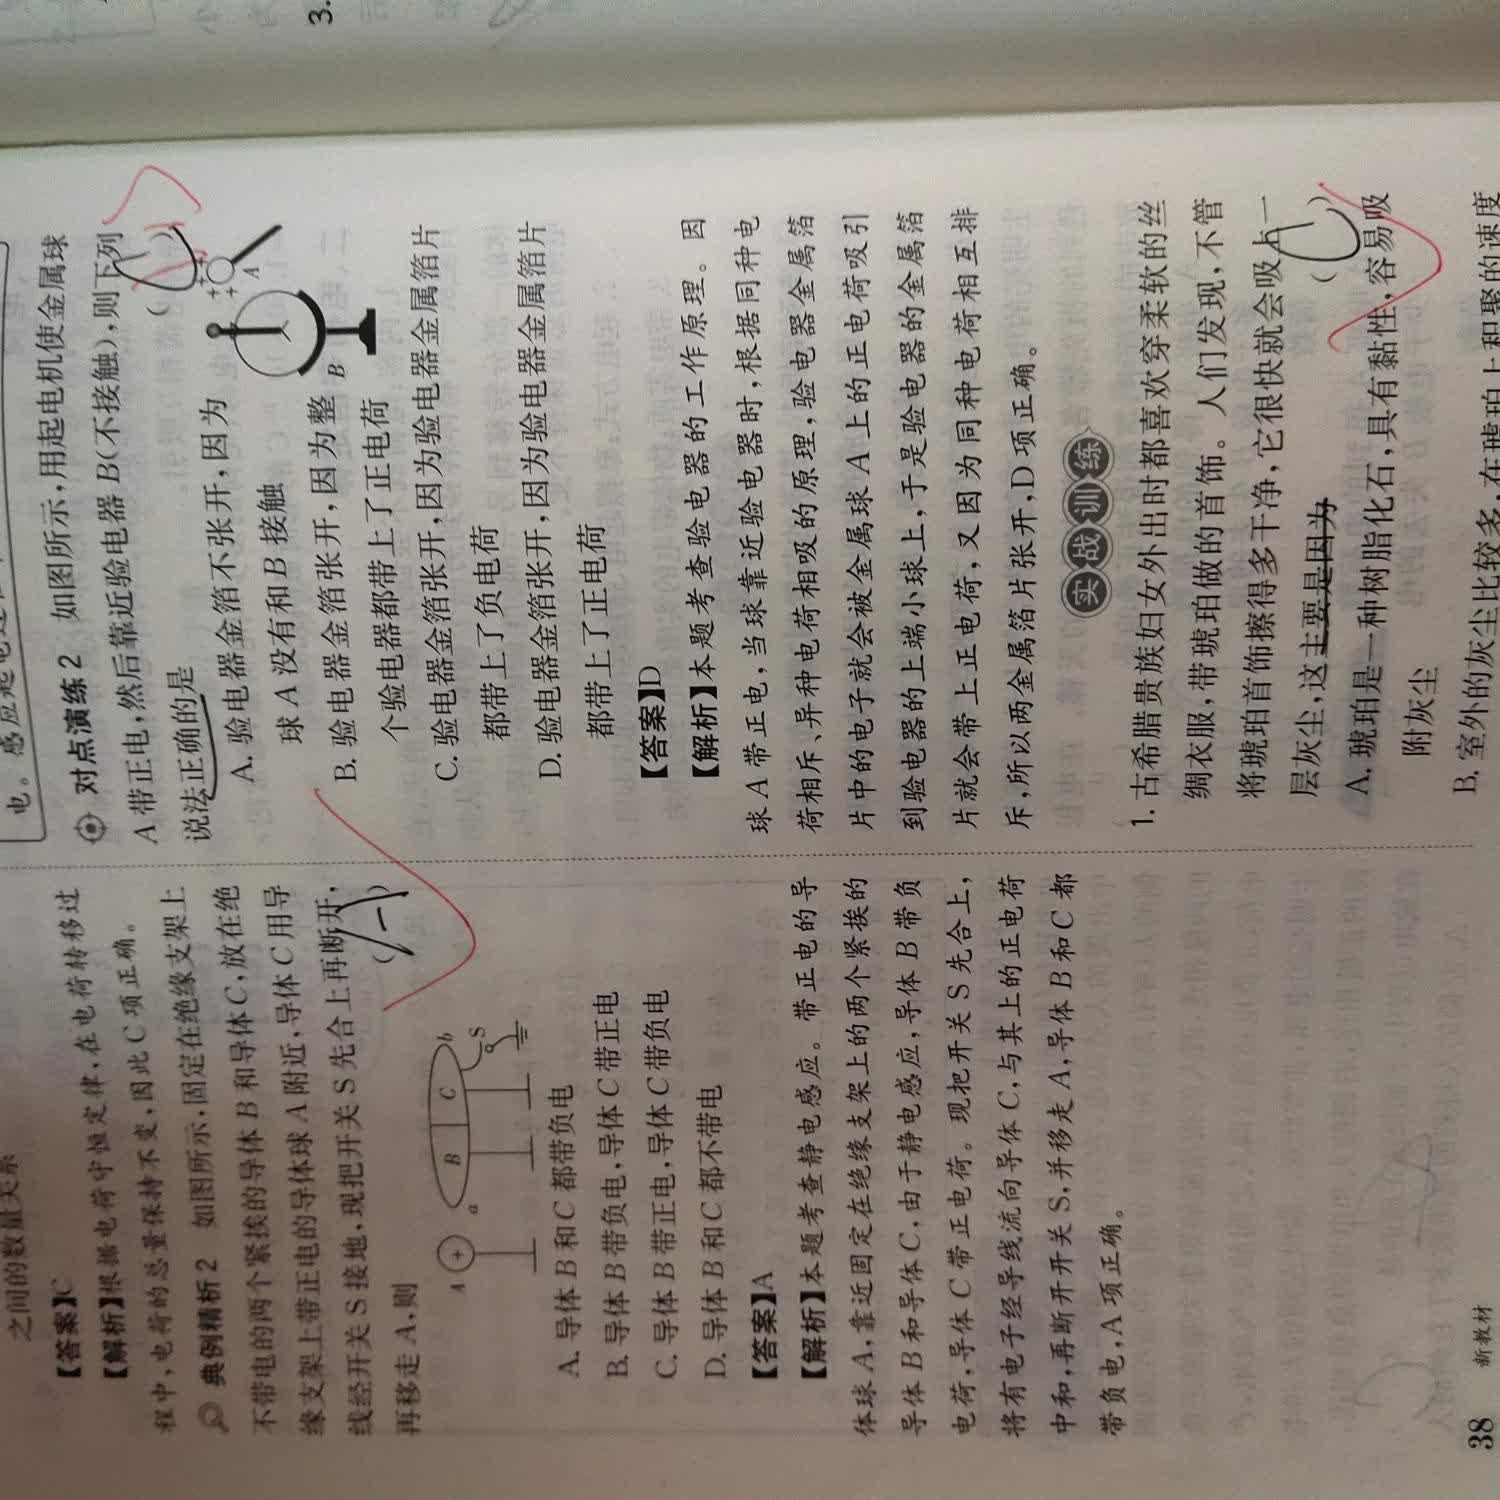 之间的数量关系
【答案】C
【解析】根据电荷守恒定律,在电荷转移过
程中,电荷的总量保持不变,因此C项正确。
典例精析2 如图所示,固定在绝缘支架上
不带电的两个紧挨的导体B和导体C,放在绝
缘支架上带正电的导体球A附近,导体C用导
线经开关S接地,现把开关S先合上再断开,
再移走A,则
( )
A
+
a
B
C
b
S
A. 导体B和C都带负电
B. 导体B带负电,导体C带正电
C. 导体B带正电,导体C带负电
D. 导体B和C都不带电
【答案】A
【解析】本题考查静电感应。带正电的导
体球A,靠近固定在绝缘支架上的两个紧挨的
导体B和导体C,由于静电感应,导体B带负
电荷,导体C带正电荷。现把开关S先合上,
将有电子经导线流向导体C,与其上的正电荷
中和,再断开开关S,并移走A,导体B和C都
带负电,A项正确。
38 新教材
对点演练2 如图所示,用起电机使金属球
A带正电,然后靠近验电器B(不接触),则下列
说法正确的是
( )
A. 验电器金箔不张开,因为
球A没有和B接触
B. 验电器金箔张开,因为整
个验电器都带上了正电荷
A
B
C. 验电器金箔张开,因为验电器金属箔片
都带上了负电荷
D. 验电器金箔张开,因为验电器金属箔片
都带上了正电荷
【答案】D
【解析】本题考查验电器的工作原理。因
球A带正电,当球靠近验电器时,根据同种电
荷相斥、异种电荷相吸的原理,验电器金属箔
片中的电子就会被金属球A上的正电荷吸引
到验电器的上端小球上,于是验电器的金属箔
片就会带上正电荷,又因为同种电荷相互排
斥,所以两金属箔片张开,D项正确。
实战训练
1. 古希腊贵族妇女外出时都喜欢穿柔软的丝
绸衣服,带琥珀做的首饰。人们发现,不管
将琥珀首饰擦得多干净,它很快就会吸上一
层灰尘,这主要是因为
( )
A. 琥珀是一种树脂化石,具有黏性,容易吸
附灰尘
B. 室外的灰尘比较多,在琥珀上积聚的速度
3.